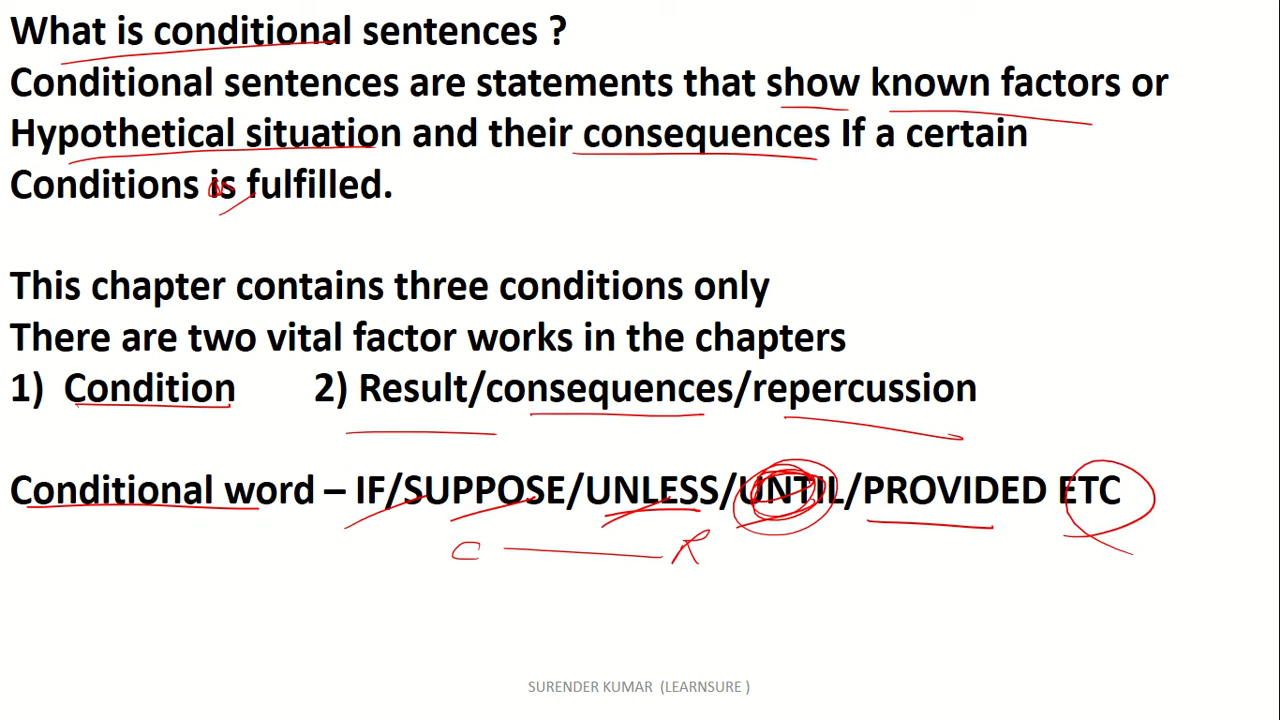 What is conditional sentences ?
Conditional sentences are statements that show known factors or
Hypothetical situation and their consequences If a certain
Conditions is fulfilled.
This chapter contains three conditions only
There are two vital factor works in the chapters
1) Condition 2) Result/consequences/repercussion
Conditional word – IF/SUPPOSE/UNLESS/UNTIL/PROVIDED ETC
C R
SURENDER KUMAR (LEARNSURE )